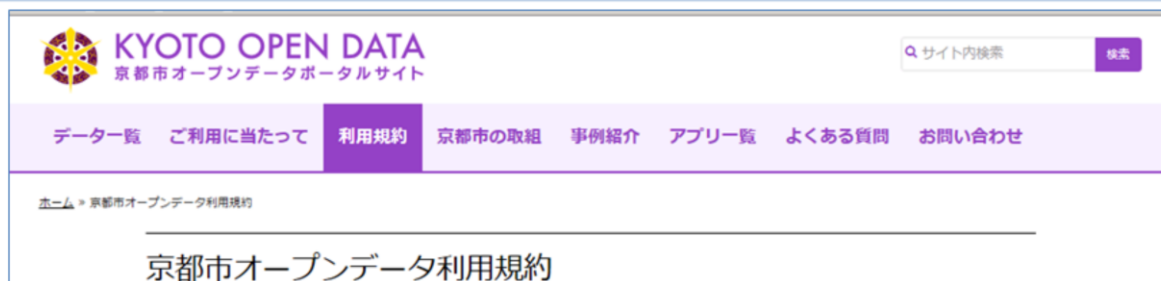 KYOTO OPEN DATA
京都市オープンデータポータルサイト
サイト内検索 検索
データ一覧 ご利用に当たって 利用規約 京都市の取組 事例紹介 アプリ一覧 よくある質問 お問い合わせ
ホーム » 京都市オープンデータ利用規約
京都市オープンデータ利用規約